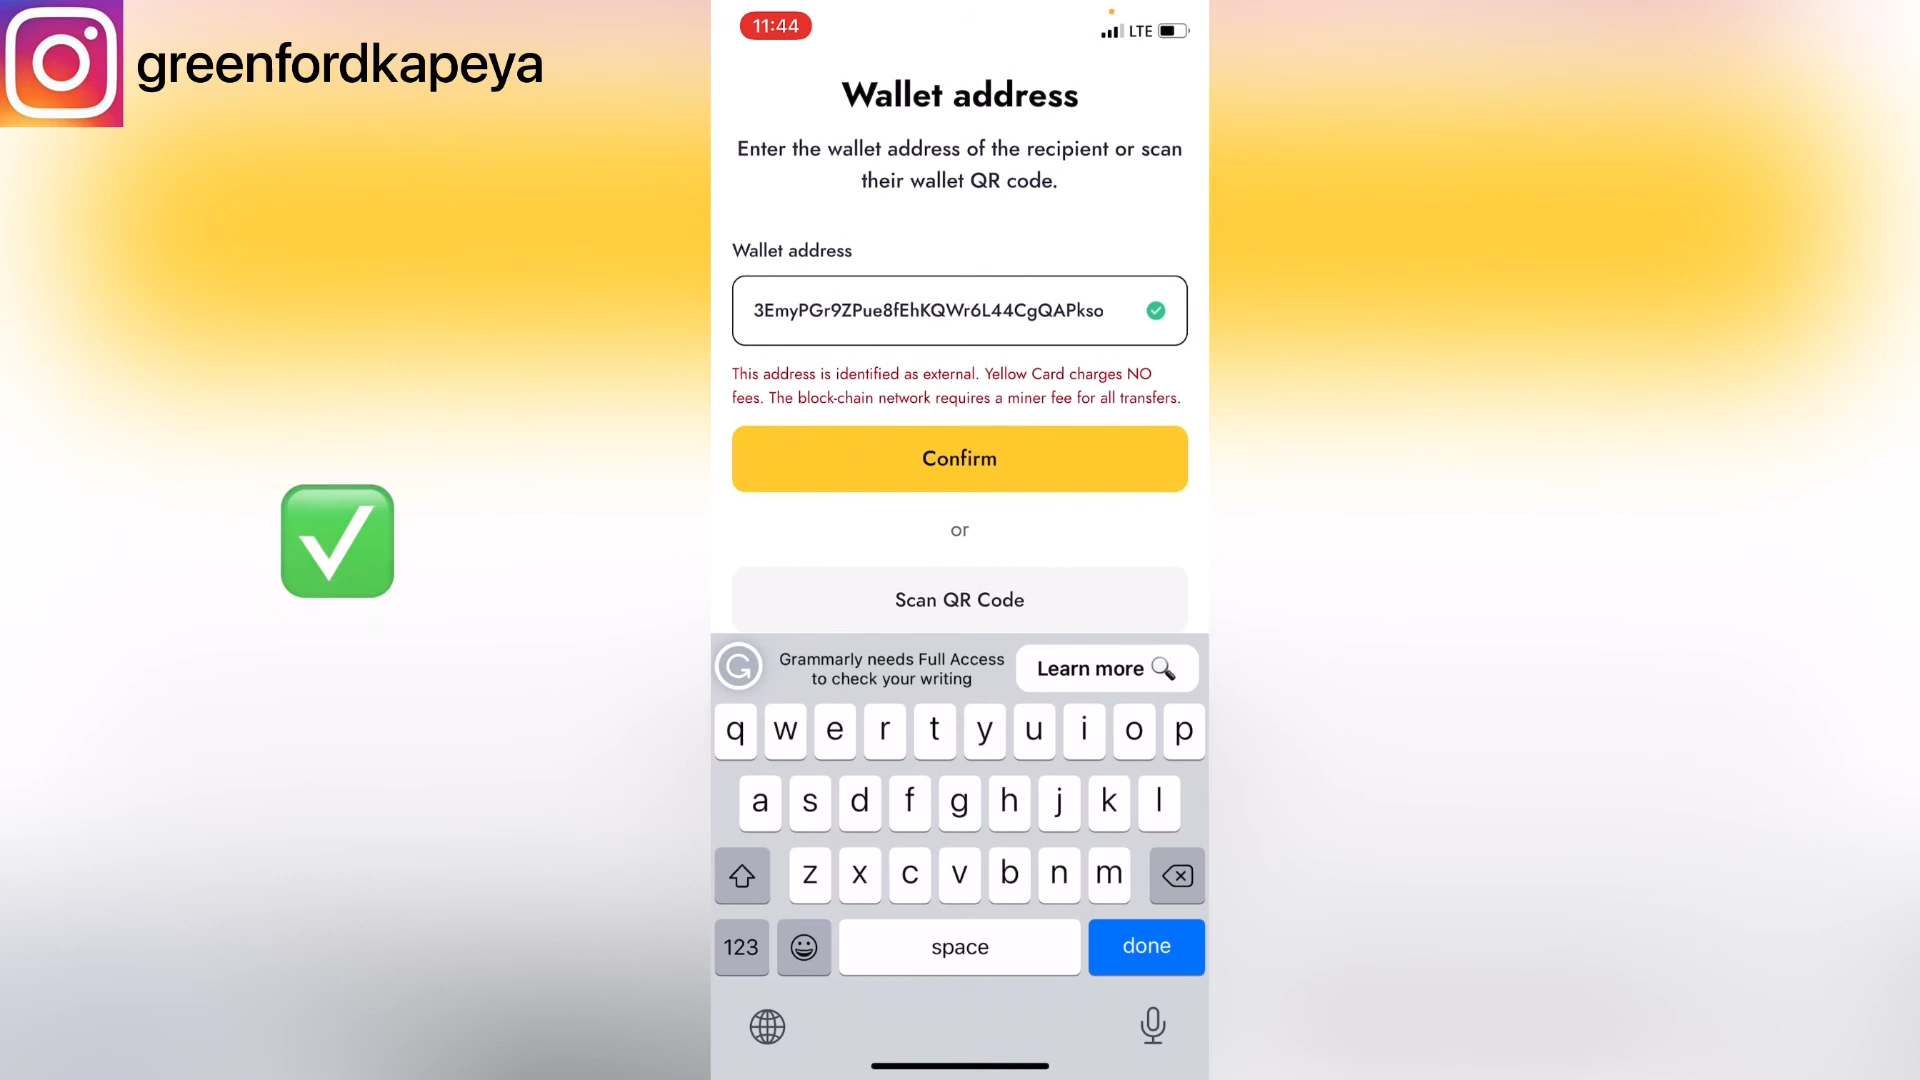 greenfordkapeya
11:44
LTE
Wallet address
Enter the wallet address of the recipient or scan
their wallet QR code.
Wallet address
3EmyPGr9ZPue8fEhKQWr6L44CgQAPkso
This address is identified as external. Yellow Card charges NO
fees. The block-chain network requires a miner fee for all transfers.
Confirm
or
Scan QR Code
Grammarly needs Full Access
to check your writing
Learn more
q w e r t y u i o p
a s d f g h j k l
z x c v b n m
123 space done